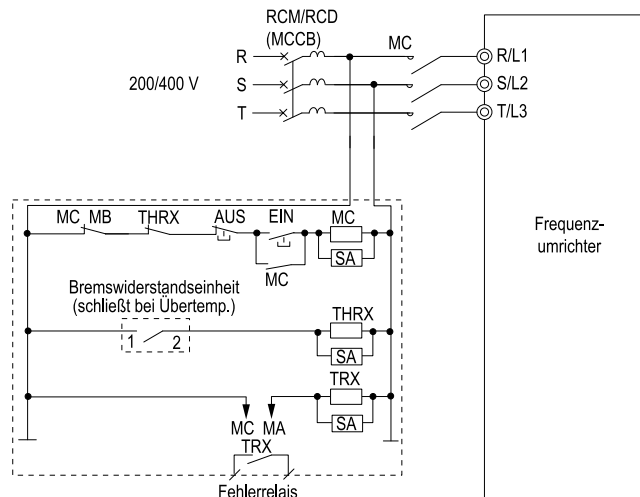 RCM/RCD
(MCCB)
MC
R
R/L1
200/400 V
S
S/L2
T
T/L3
MC MB THRX AUS EIN MC
SA
MC
Frequenz-
umrichter
Bremswiderstandseinheit
(schließt bei Übertemp.)
THRX
1 2
SA
TRX
SA
MC MA
TRX
Fehlerrelais